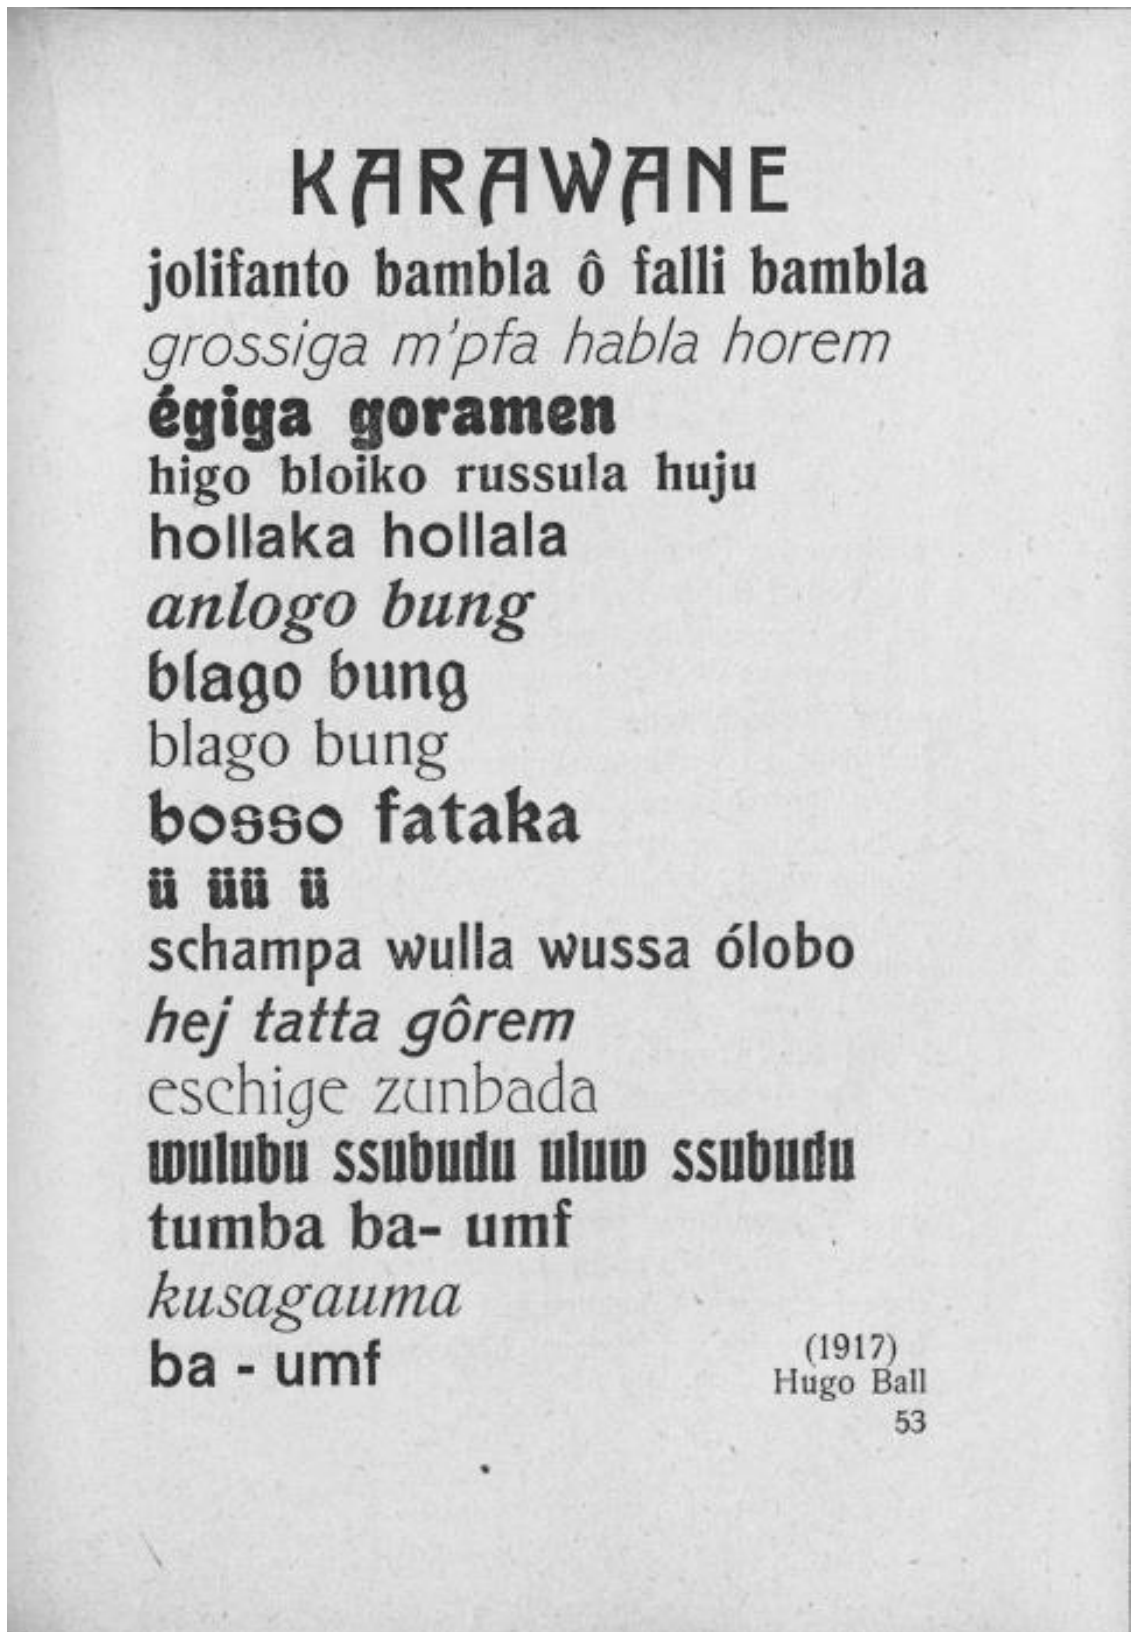 KARAWANE
jolifanto bambla ô falli bambla
grossiga m'pfa habla horem
égiga goramen
higo bloiko russula huju
hollaka hollala
anlogo bung
blago bung
blago bung
bosso fataka
ü üü ü
schampa wulla wussa ólobo
hej tatta gôrem
eschige zunbada
wulubu ssubudu uluw ssubudu
tumba ba- umf
kusagauma
ba - umf
(1917)
Hugo Ball
53